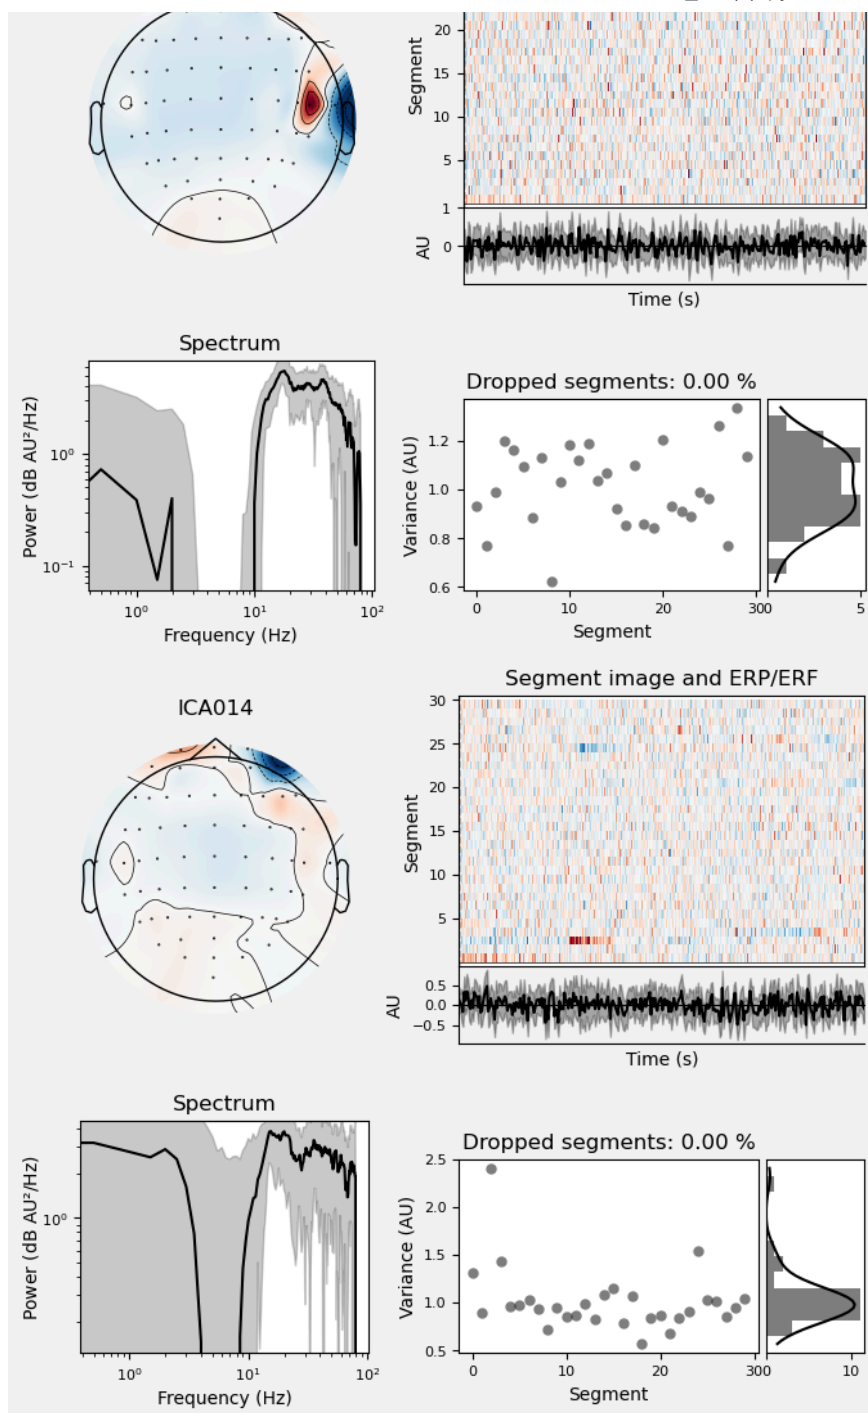 Segment
20
15
10
5
1
0
AU
Time (s)
Spectrum
Power (dB AU²/Hz)
10⁰
10⁻¹
10⁰ 10¹ 10²
Frequency (Hz)
Dropped segments: 0.00 %
Variance (AU)
1.2
1.0
0.8
0.6
0 10 20 300 5
Segment
ICA014
Segment image and ERP/ERF
Segment
30
25
20
15
10
5
AU
0.5
0.0
−0.5
Time (s)
Spectrum
Power (dB AU²/Hz)
10⁰
10⁰ 10¹ 10²
Frequency (Hz)
Dropped segments: 0.00 %
Variance (AU)
2.5
2.0
1.5
1.0
0.5
0 10 20 300 10
Segment